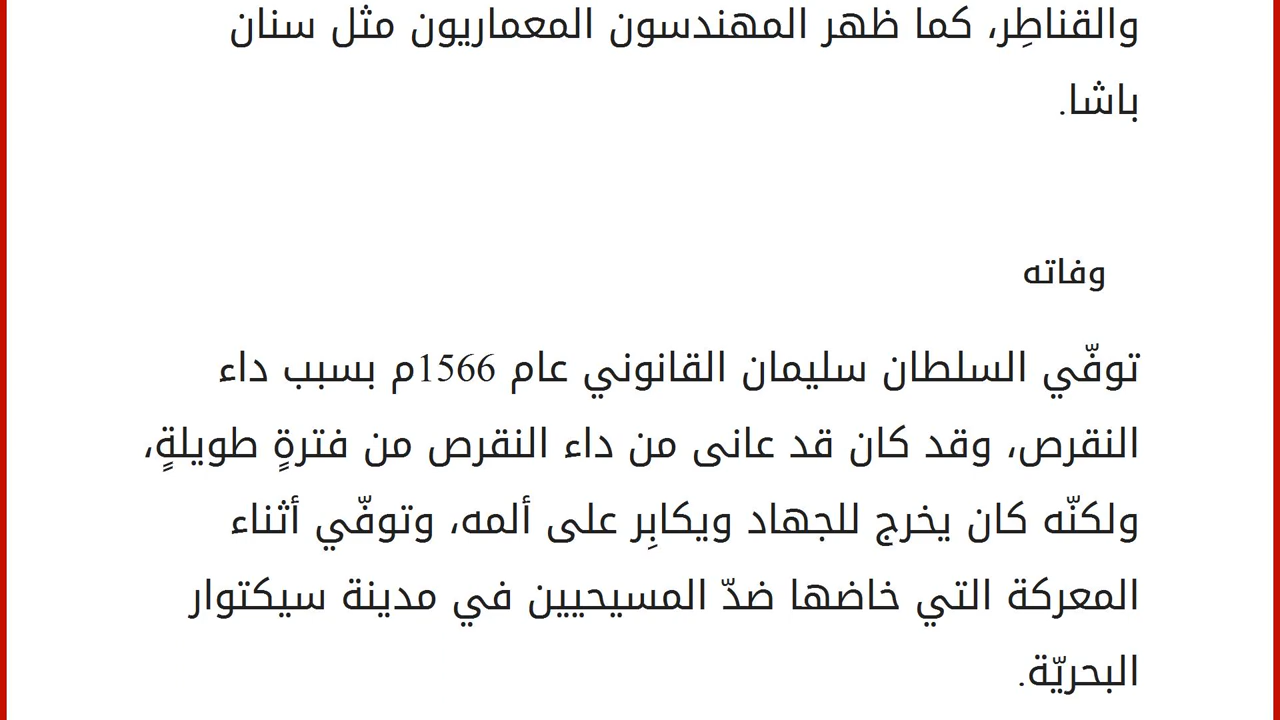 والقناطِر، كما ظهر المهندسون المعماريون مثل سنان
باشا.
وفاته
توفّي السلطان سليمان القانوني عام 1566م بسبب داء
النقرص، وقد كان قد عانى من داء النقرص من فترةٍ طويلةٍ،
ولكنّه كان يخرج للجهاد ويكابِر على ألمه، وتوفّي أثناء
المعركة التي خاضها ضدّ المسيحيين في مدينة سيكتوار
البحريّة.